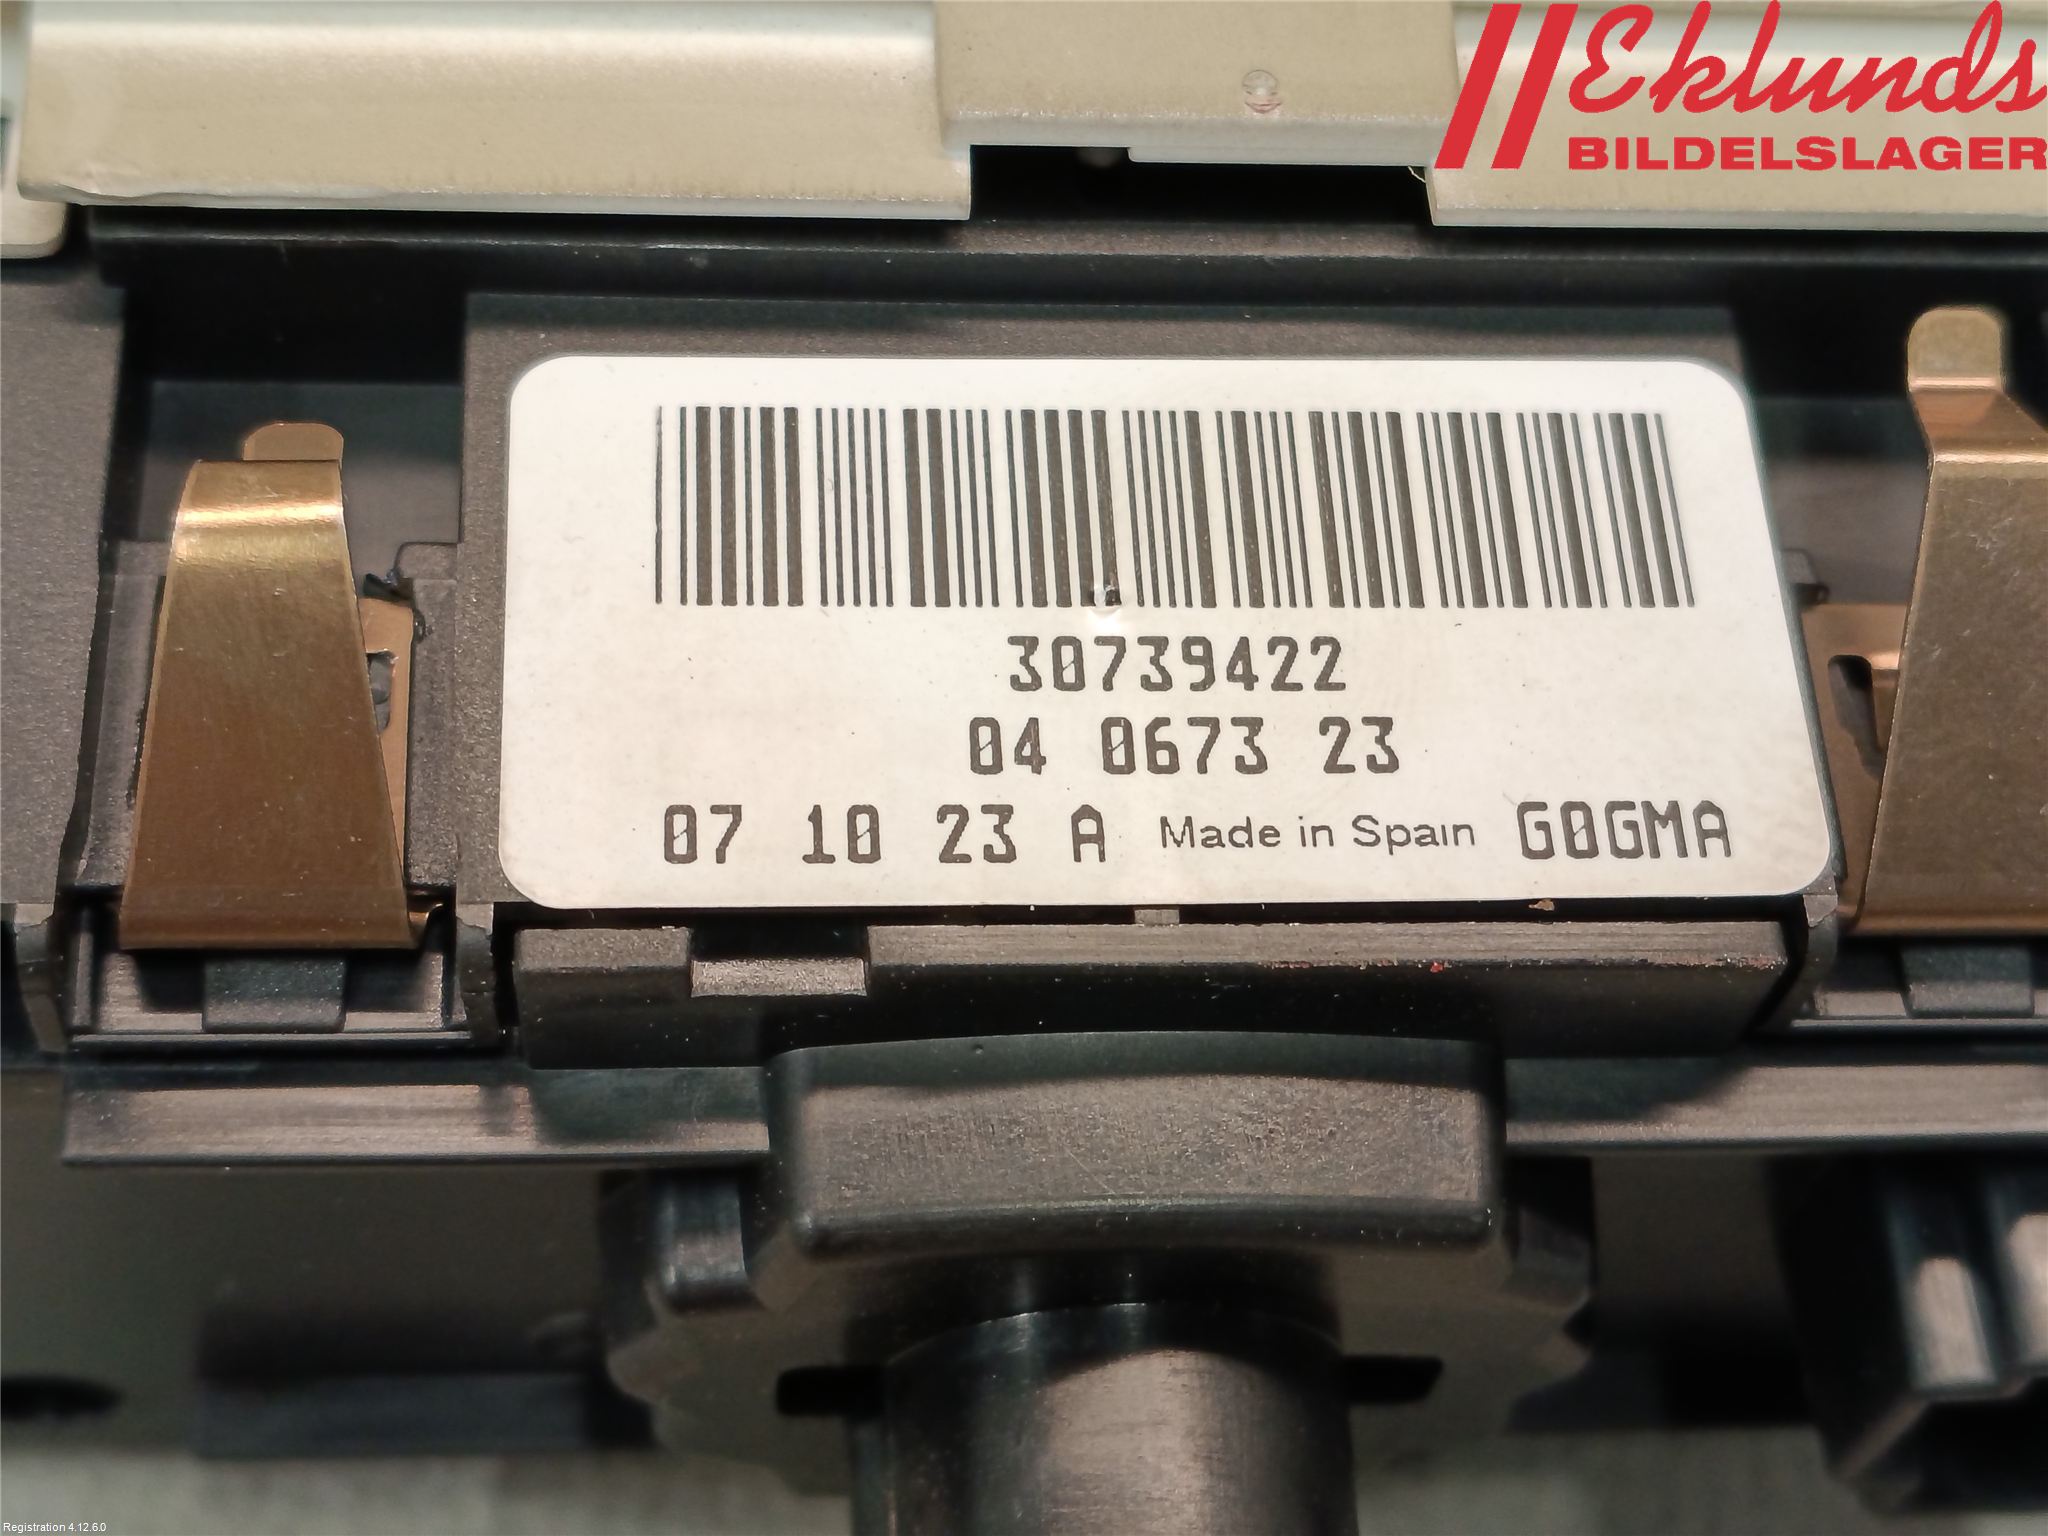 Eklunds
BILDELSLAGER
30739422
04 0673 23
07 10 23 A Made in Spain G0GMA
Registration 4.12.6.0